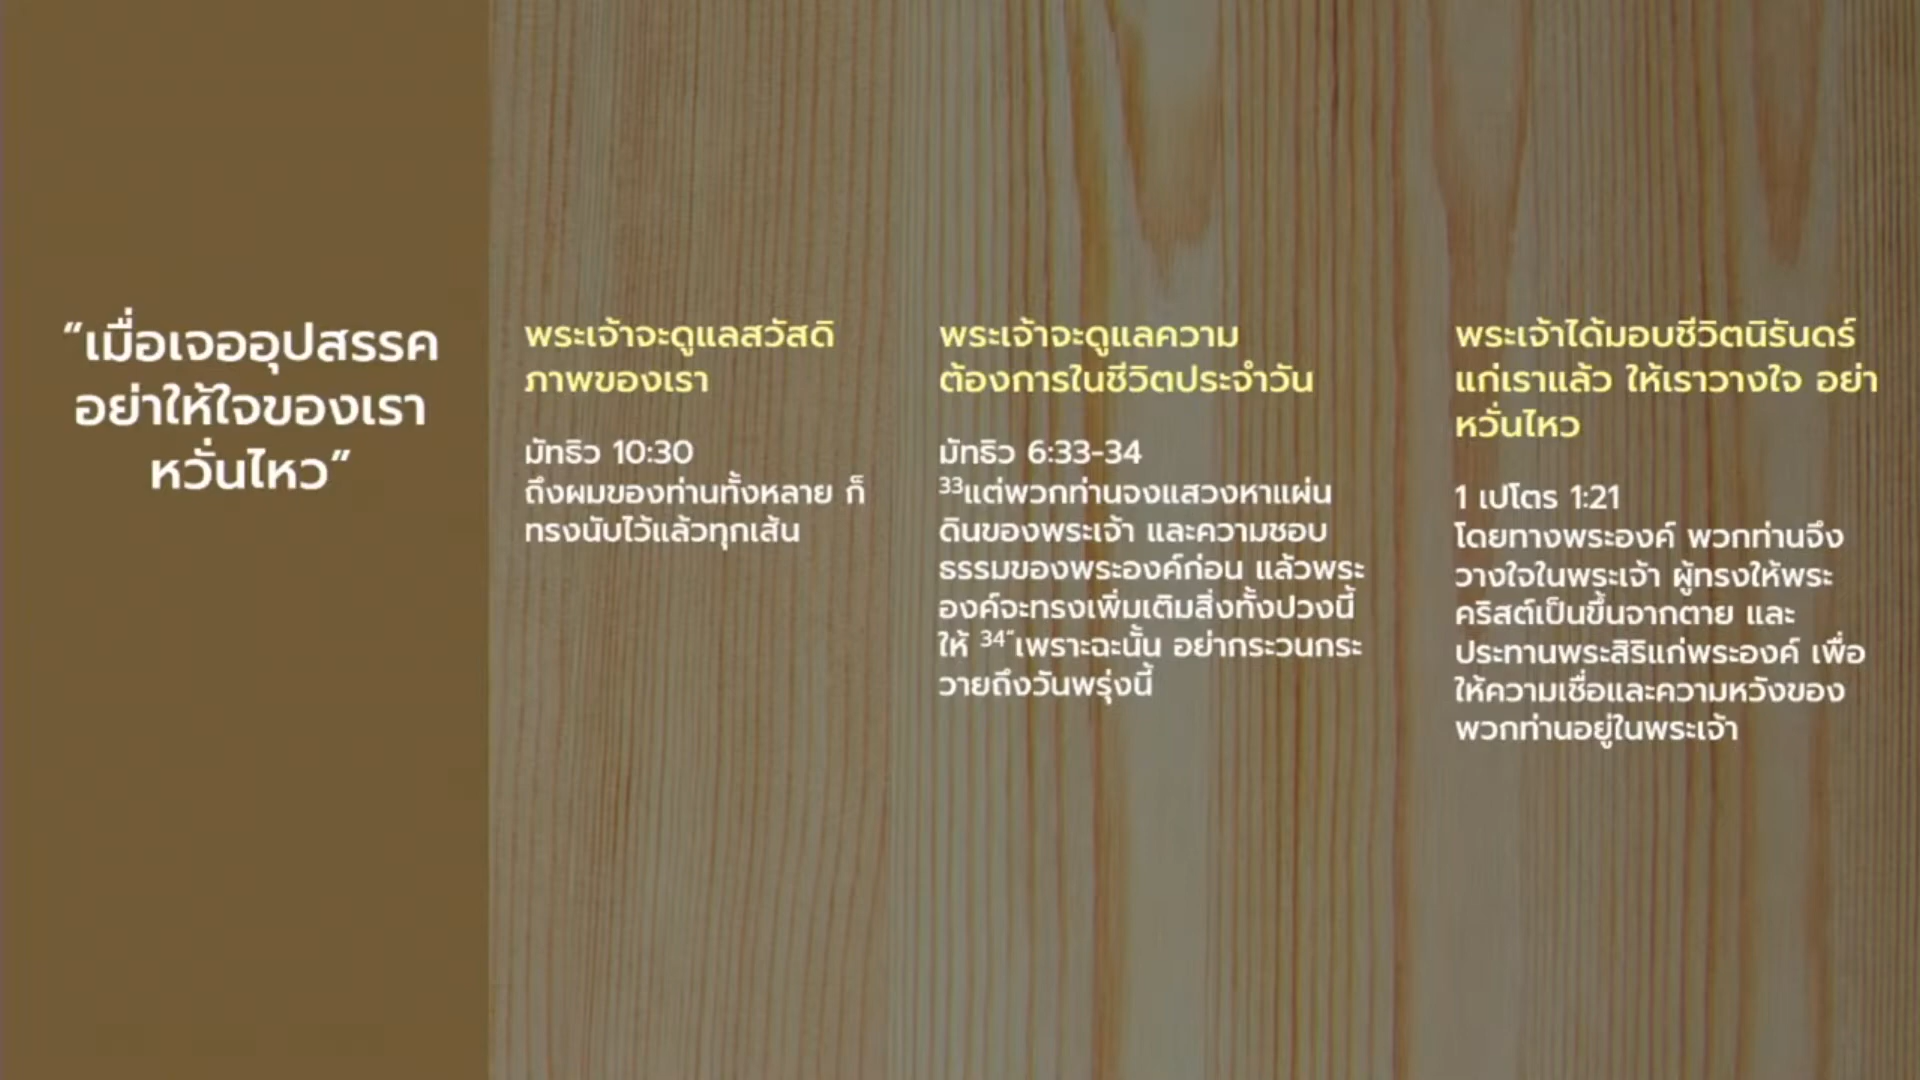 “เมื่อเจออุปสรรค
อย่าให้ใจของเรา
หวั่นไหว”
พระเจ้าจะดูแลสวัสดิ
ภาพของเรา
มัทธิว 10:30
ถึงผมของท่านทั้งหลาย ก็
ทรงนับไว้แล้วทุกเส้น
พระเจ้าจะดูแลความ
ต้องการในชีวิตประจำวัน
มัทธิว 6:33-34
33แต่พวกท่านจงแสวงหาแผ่น
ดินของพระเจ้า และความชอบ
ธรรมของพระองค์ก่อน แล้วพระ
องค์จะทรงเพิ่มเติมสิ่งทั้งปวงนี้
ให้ 34“เพราะฉะนั้น อย่ากระวนกระ
วายถึงวันพรุ่งนี้
พระเจ้าได้มอบชีวิตนิรันดร์
แก่เราแล้ว ให้เราวางใจ อย่า
หวั่นไหว
1 เปโตร 1:21
โดยทางพระองค์ พวกท่านจึง
วางใจในพระเจ้า ผู้ทรงให้พระ
คริสต์เป็นขึ้นจากตาย และ
ประทานพระสิริแก่พระองค์ เพื่อ
ให้ความเชื่อและความหวังของ
พวกท่านอยู่ในพระเจ้า